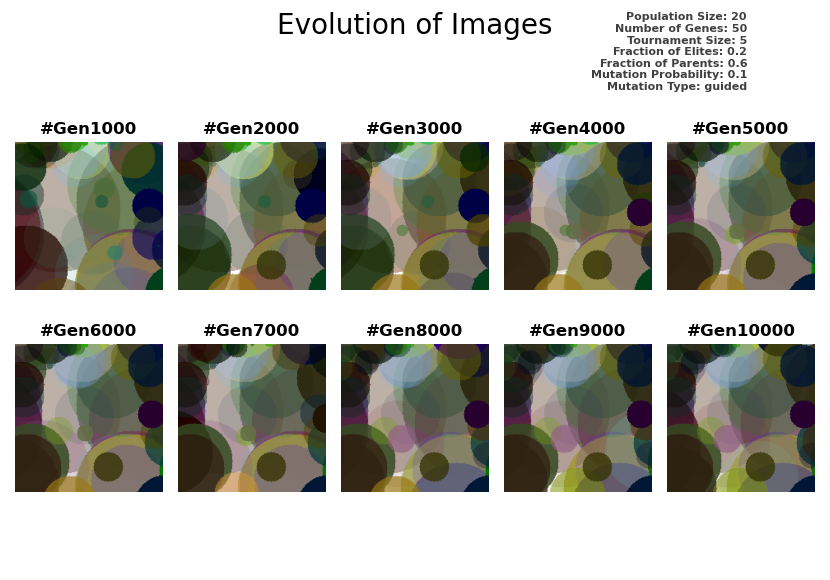 Evolution of Images
Population Size: 20
Number of Genes: 50
Tournament Size: 5
Fraction of Elites: 0.2
Fraction of Parents: 0.6
Mutation Probability: 0.1
Mutation Type: guided
#Gen1000
#Gen2000
#Gen3000
#Gen4000
#Gen5000
#Gen6000
#Gen7000
#Gen8000
#Gen9000
#Gen10000